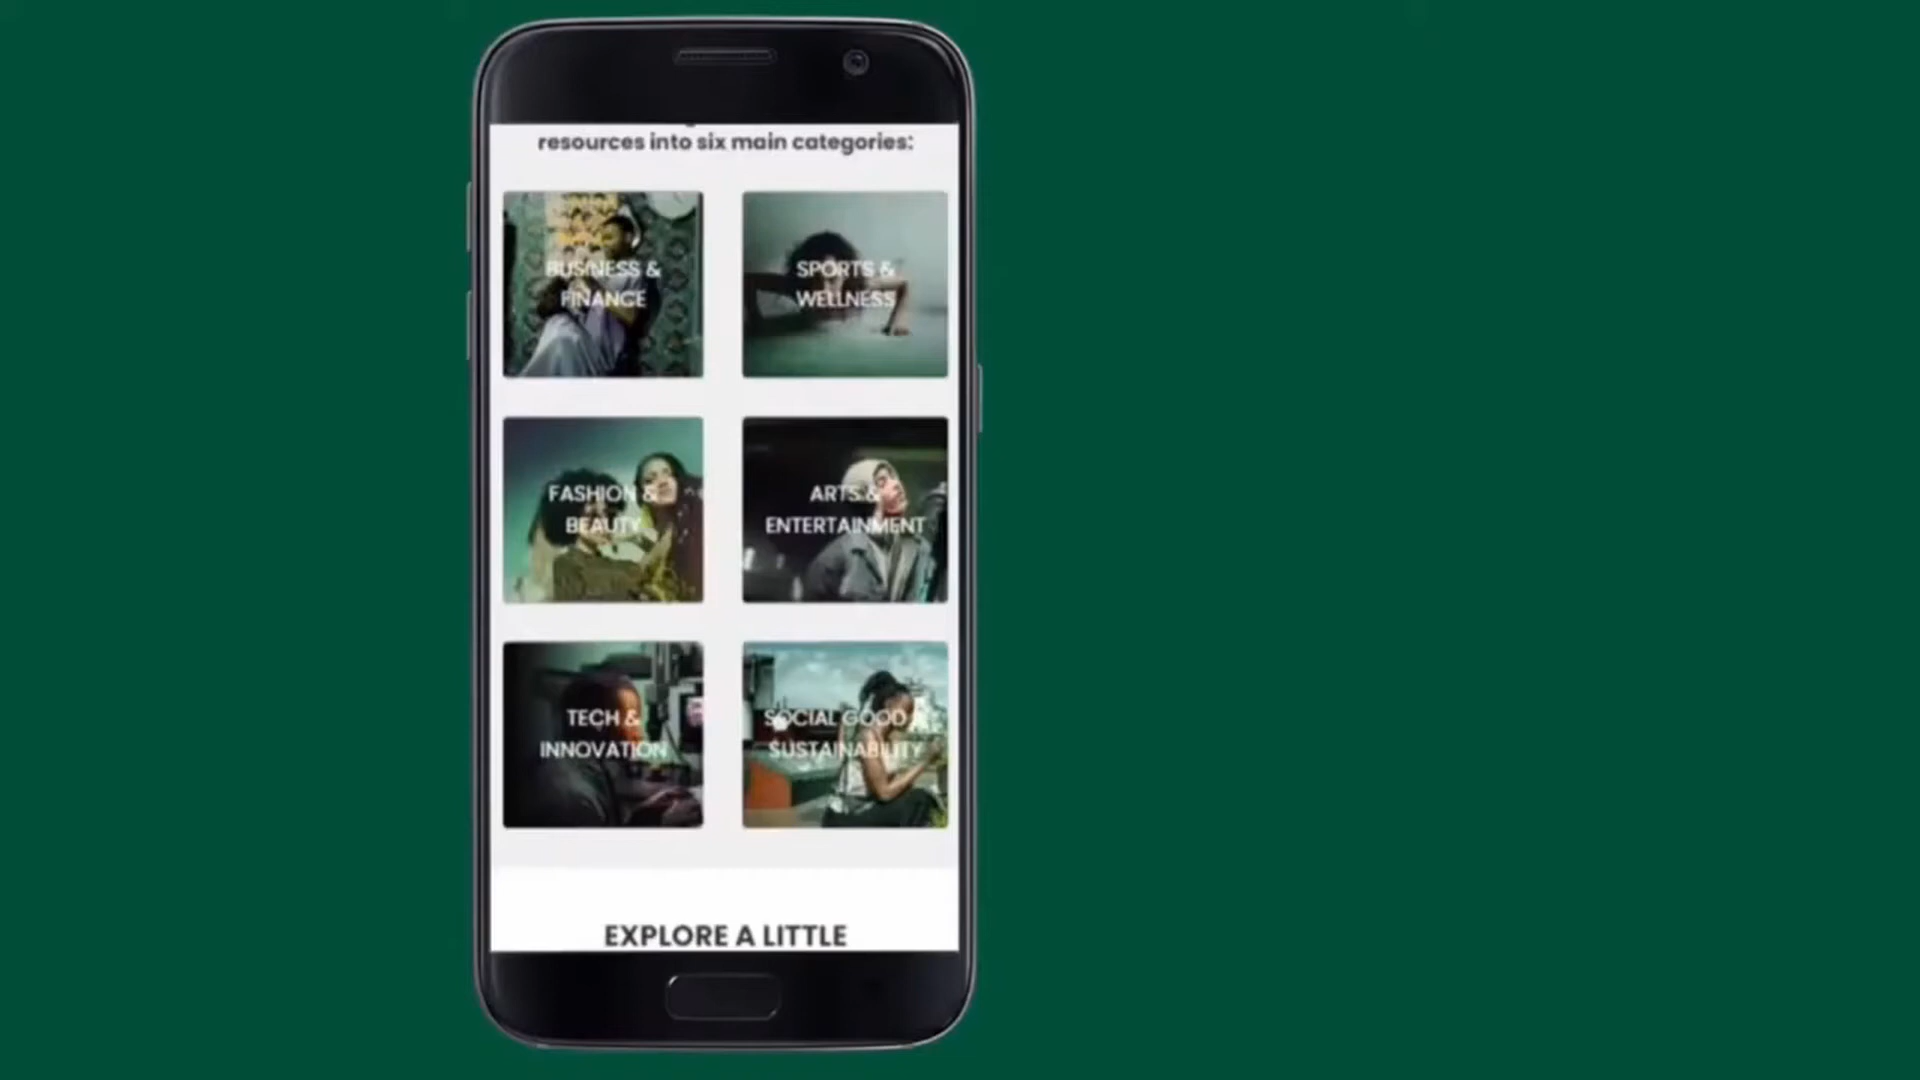 resources into six main categories:
BUSINESS &
FINANCE
SPORTS &
WELLNESS
FASHION &
BEAUTY
ARTS &
ENTERTAINMENT
TECH &
INNOVATION
SOCIAL GOOD &
SUSTAINABILITY
EXPLORE A LITTLE